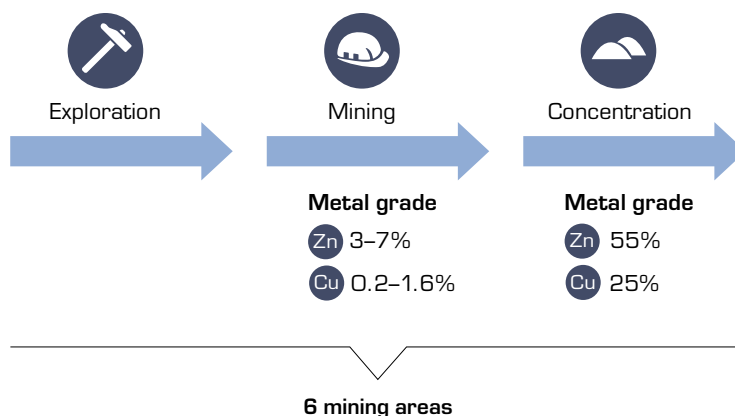 Exploration
Mining
Concentration
Metal grade
Zn 3–7%
Cu 0.2–1.6%
Metal grade
Zn 55%
Cu 25%
6 mining areas